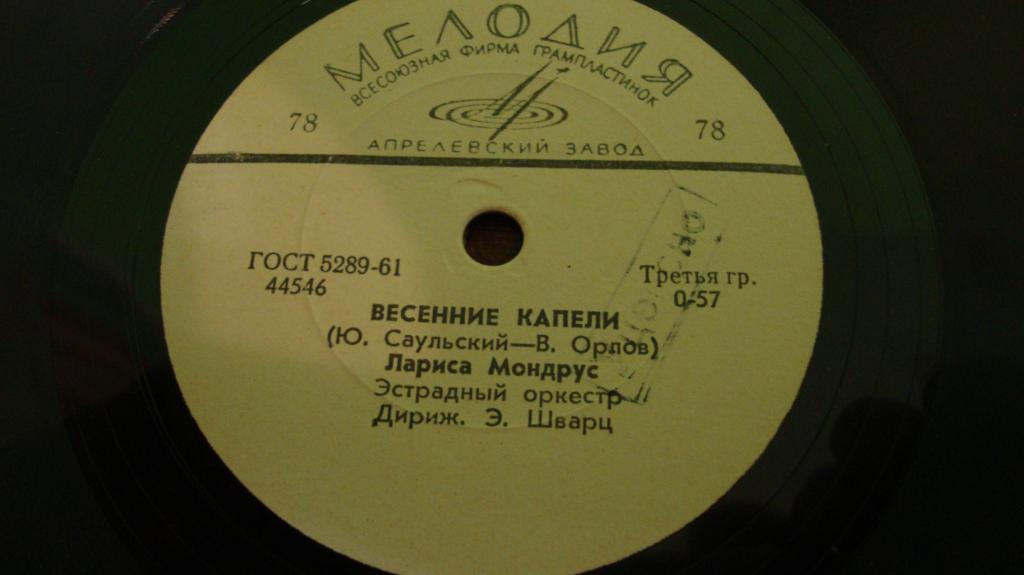 МЕЛОДИЯ
ВСЕСОЮЗНАЯ ФИРМА ГРАМПЛАСТИНОК
78 78
АПРЕЛЕВСКИЙ ЗАВОД
ГОСТ 5289-61
44546
Третья гр.
0-57
ВЕСЕННИЕ КАПЕЛИ
(Ю. Саульский—В. Орлов)
Лариса Мондрус
Эстрадный оркестр
Дириж. Э. Шварц